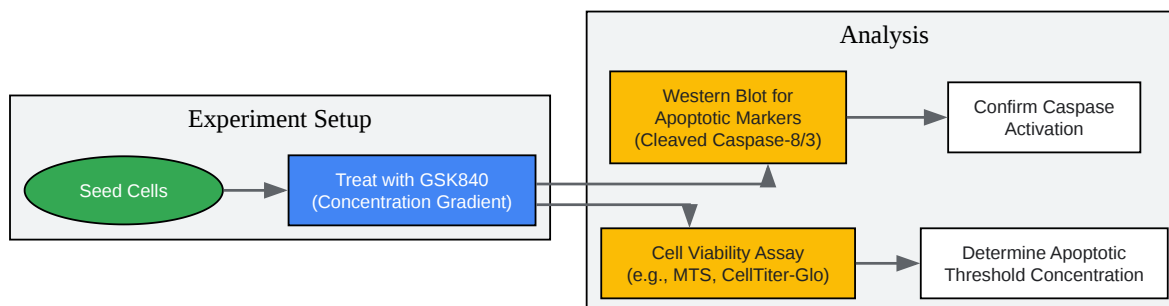 Experiment Setup
Seed Cells
Treat with GSK840
(Concentration Gradient)
Analysis
Western Blot for
Apoptotic Markers
(Cleaved Caspase-8/3)
Confirm Caspase
Activation
Cell Viability Assay
(e.g., MTS, CellTiter-Glo)
Determine Apoptotic
Threshold Concentration